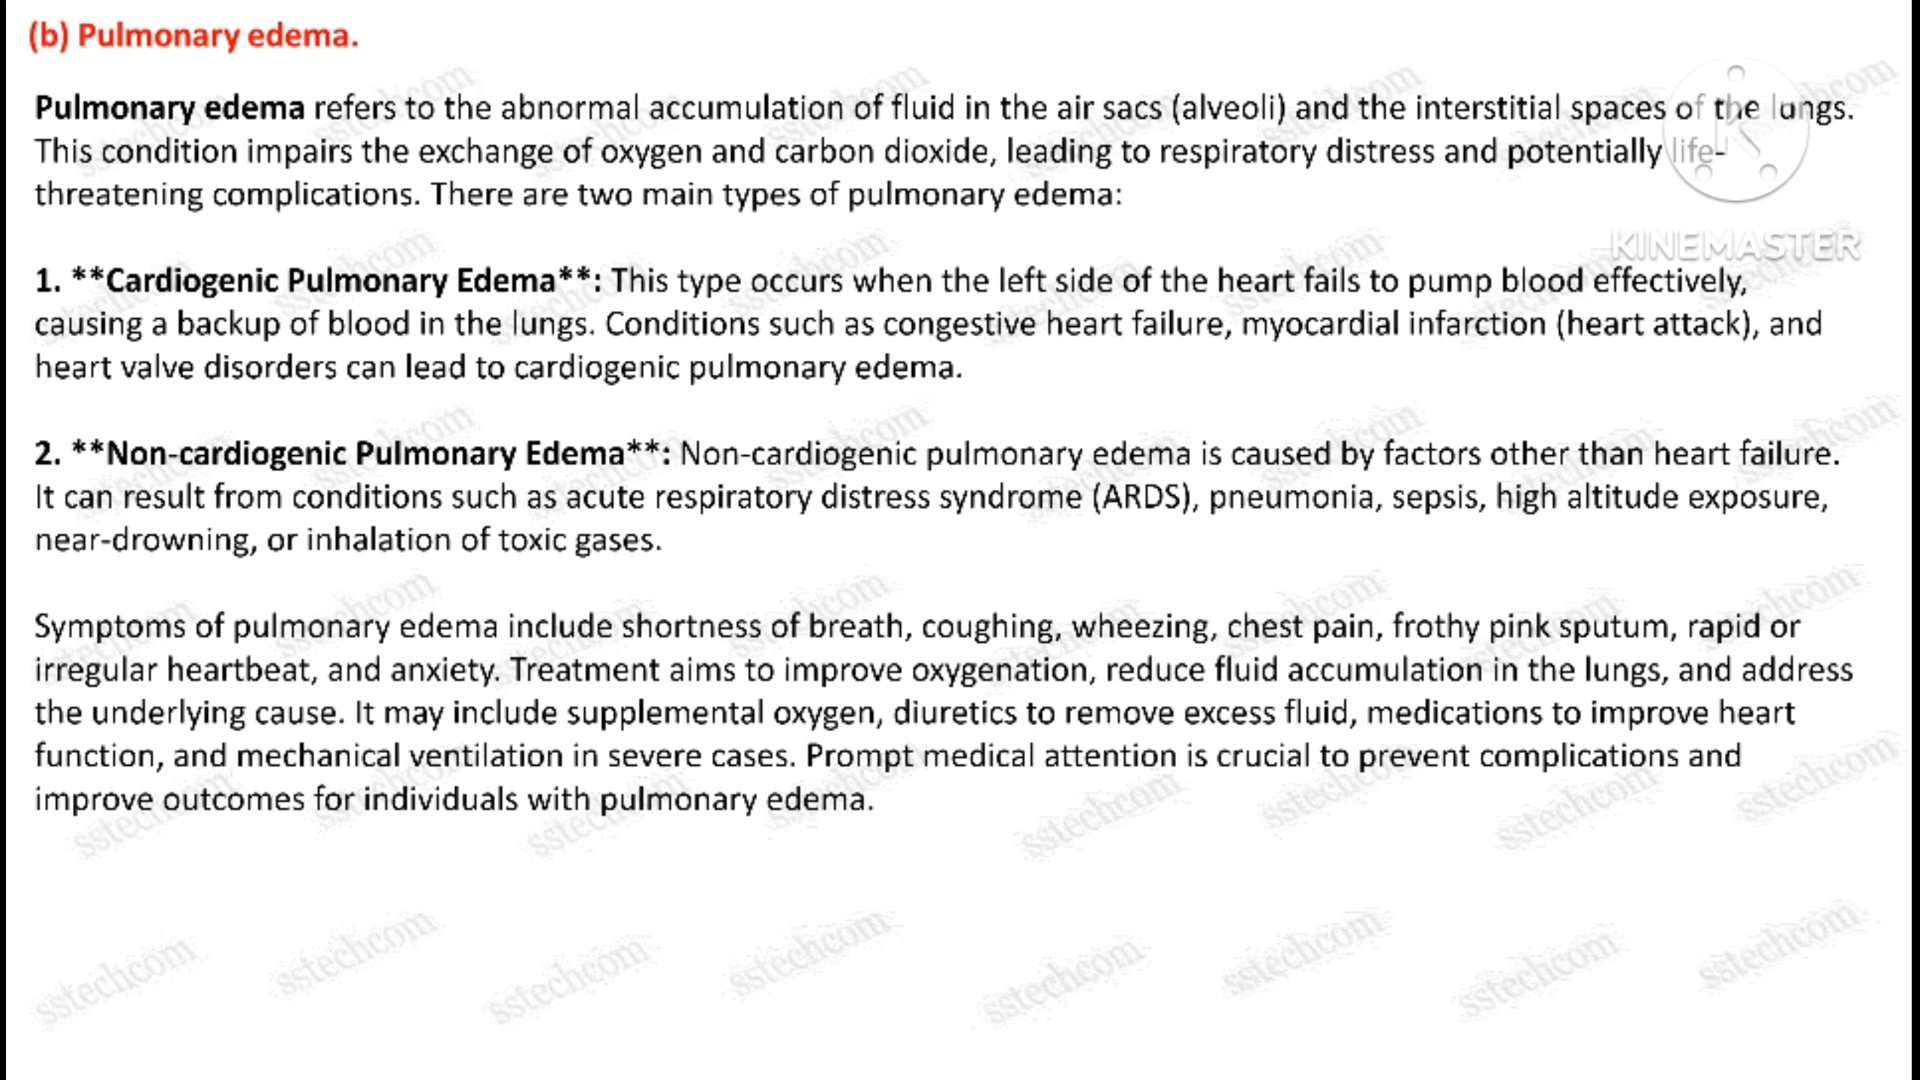 (b) Pulmonary edema.
Pulmonary edema refers to the abnormal accumulation of fluid in the air sacs (alveoli) and the interstitial spaces of the lungs.
This condition impairs the exchange of oxygen and carbon dioxide, leading to respiratory distress and potentially life-
threatening complications. There are two main types of pulmonary edema:
KINEMASTER
1. **Cardiogenic Pulmonary Edema**: This type occurs when the left side of the heart fails to pump blood effectively,
causing a backup of blood in the lungs. Conditions such as congestive heart failure, myocardial infarction (heart attack), and
heart valve disorders can lead to cardiogenic pulmonary edema.
2. **Non-cardiogenic Pulmonary Edema**: Non-cardiogenic pulmonary edema is caused by factors other than heart failure.
It can result from conditions such as acute respiratory distress syndrome (ARDS), pneumonia, sepsis, high altitude exposure,
near-drowning, or inhalation of toxic gases.
Symptoms of pulmonary edema include shortness of breath, coughing, wheezing, chest pain, frothy pink sputum, rapid or
irregular heartbeat, and anxiety. Treatment aims to improve oxygenation, reduce fluid accumulation in the lungs, and address
the underlying cause. It may include supplemental oxygen, diuretics to remove excess fluid, medications to improve heart
function, and mechanical ventilation in severe cases. Prompt medical attention is crucial to prevent complications and
improve outcomes for individuals with pulmonary edema.
sstechcom sstechcom sstechcom sstechcom sstechcom sstechcom sstechcom sstechcom